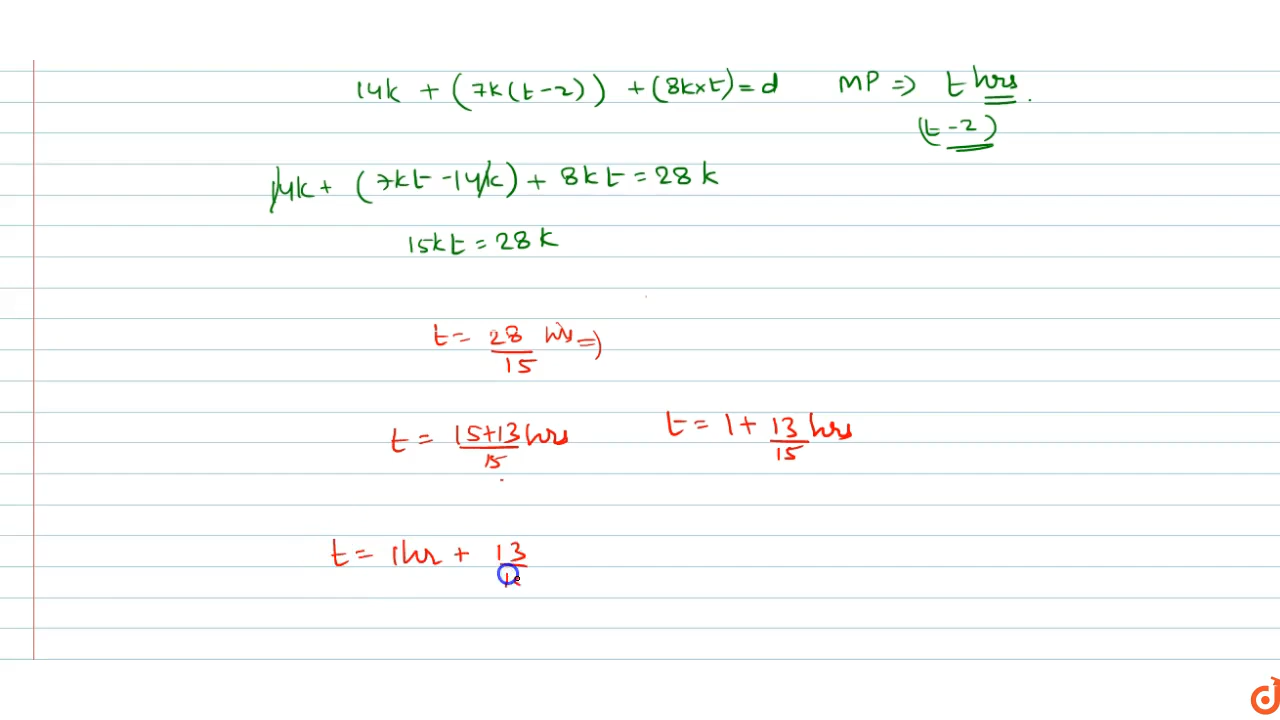 14k + (7k(t-2)) + (8k×t) = d MP => t hrs.
(t-2)
14k + (7kt - 14k) + 8kt = 28k
15kt = 28k
t = 28/15 hrs =>
t = 15+13/15 hrs t = 1 + 13/15 hrs
t = 1hr + 13/